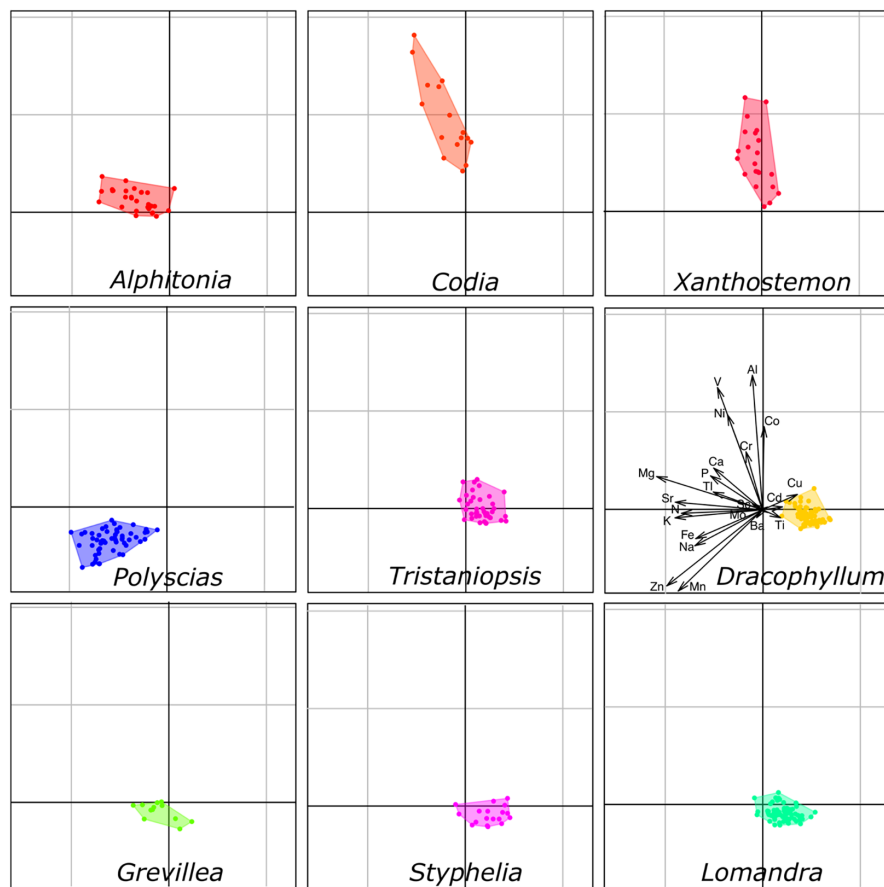 Alphitonia
Codia
Xanthostemon
Polyscias
Tristaniopsis
Al
V
Ni
Co
Cr
Ca
P
Mg
Tl
Cu
Cd
Sr
N
K
Mo
Ba
Ti
Fe
Na
Zn
Mn
Dracophyllum
Grevillea
Styphelia
Lomandra